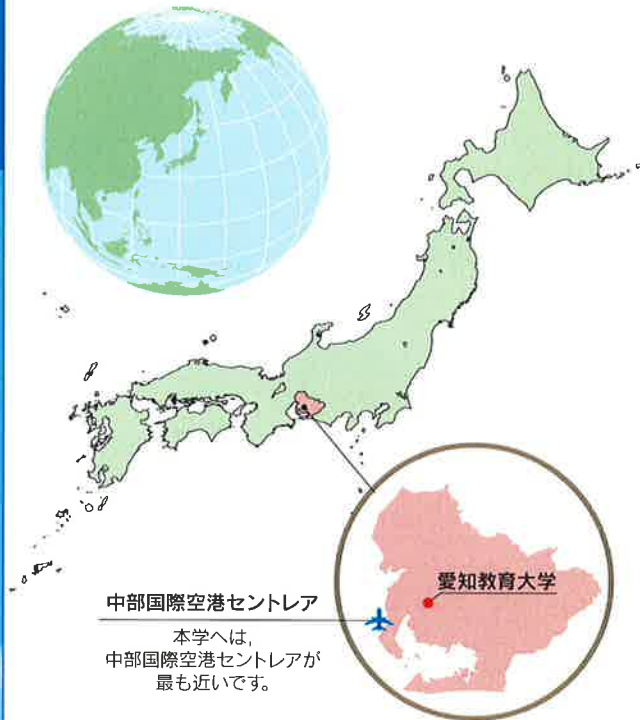 愛知教育大学
中部国際空港セントレア
本学へは,
中部国際空港セントレアが
最も近いです。